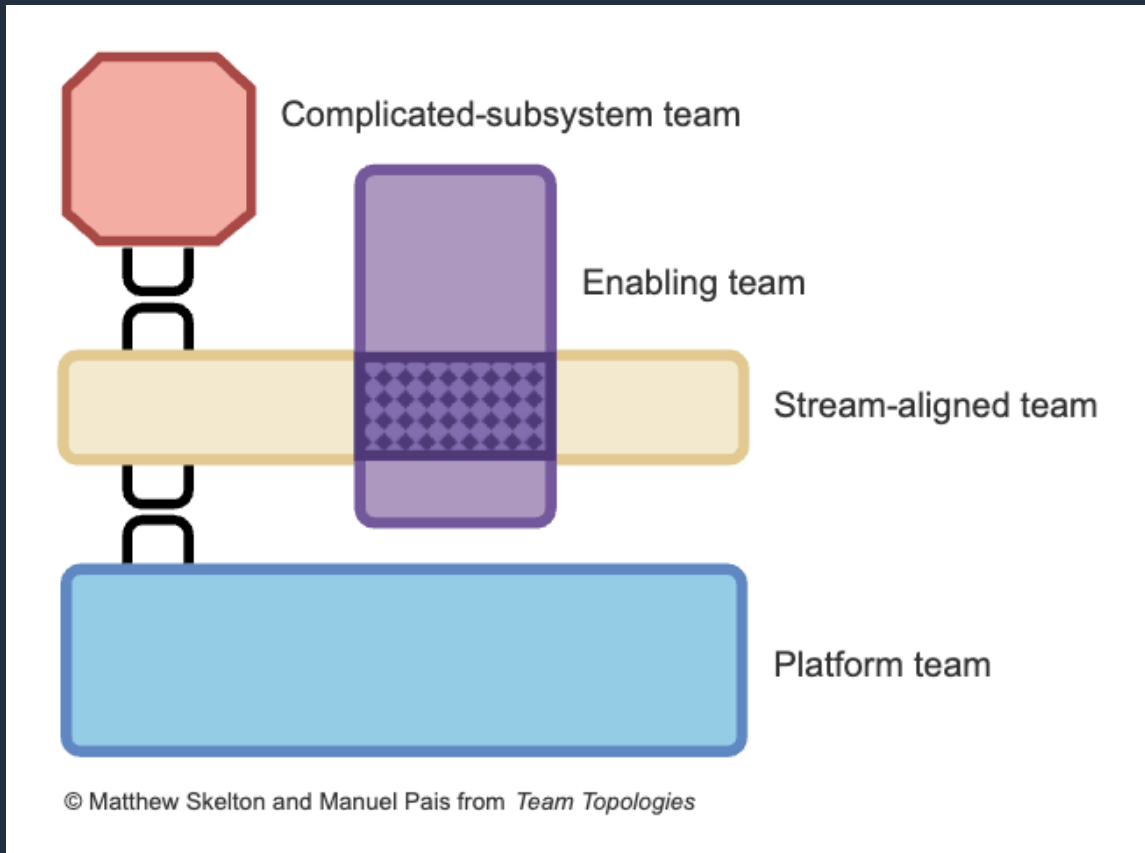 Complicated-subsystem team
Enabling team
Stream-aligned team
Platform team
© Matthew Skelton and Manuel Pais from Team Topologies